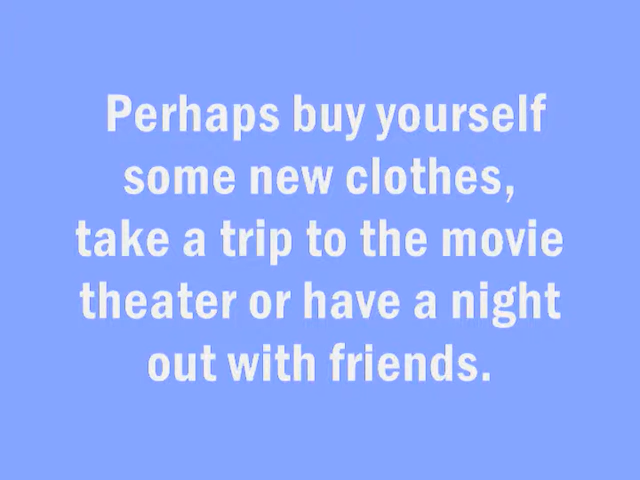 Perhaps buy yourself
some new clothes,
take a trip to the movie
theater or have a night
out with friends.